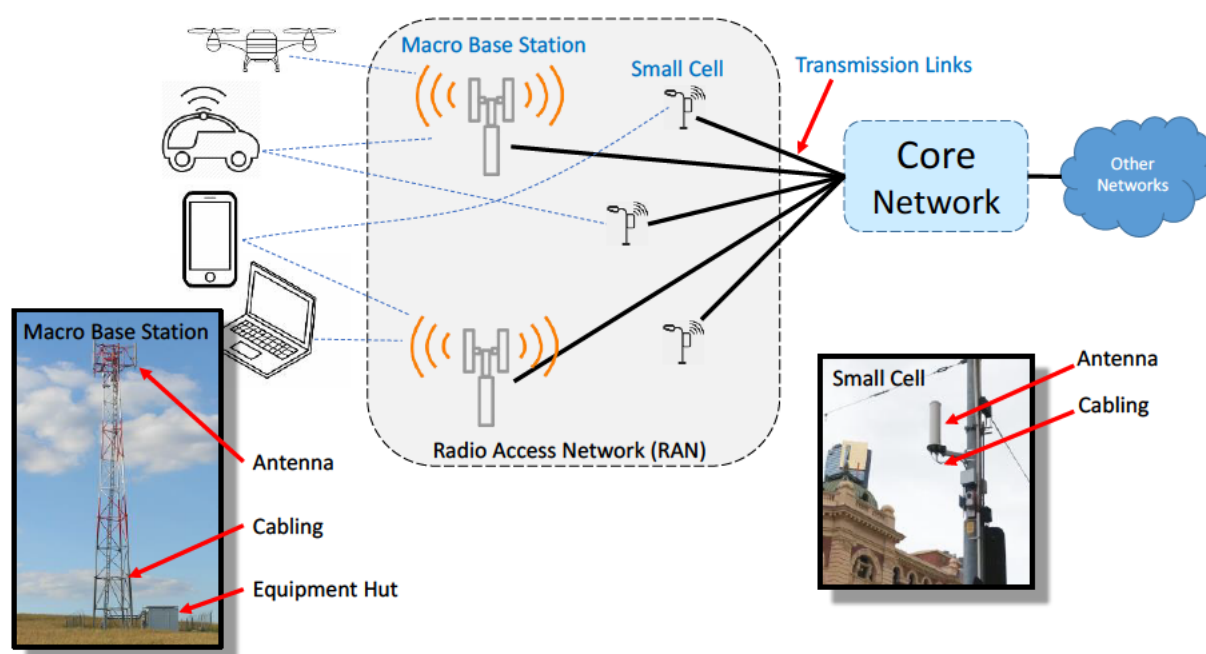 Macro Base Station
Small Cell
Transmission Links
Core
Network
Other
Networks
Radio Access Network (RAN)
Macro Base Station
Antenna
Cabling
Equipment Hut
Small Cell
Antenna
Cabling